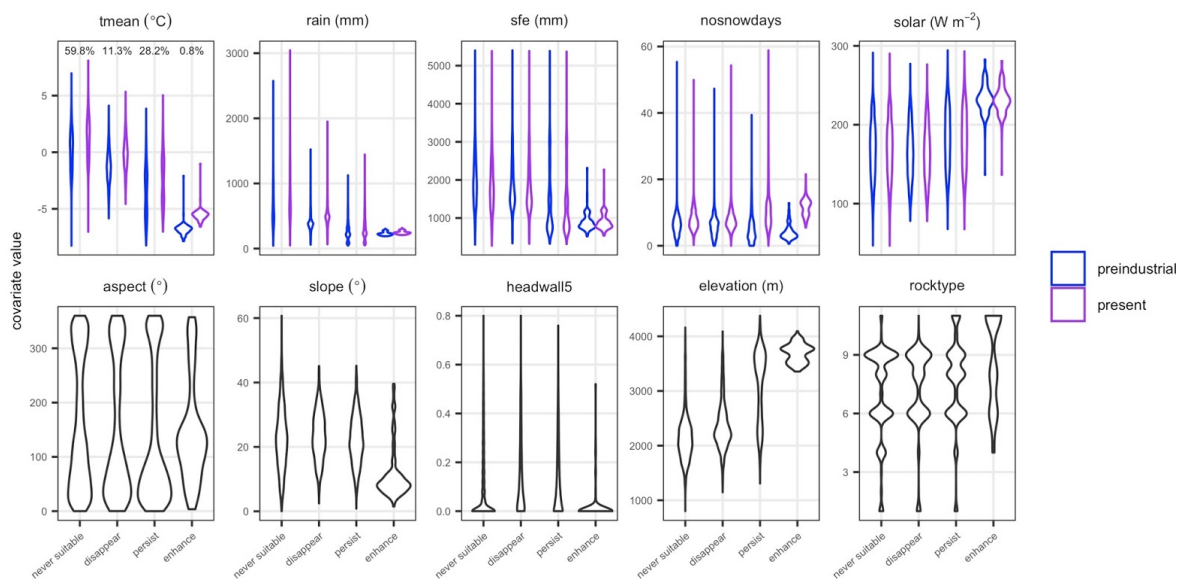 tmean (°C)
rain (mm)
sfe (mm)
nosnowdays
solar (W m⁻²)
59.8% 11.3% 28.2% 0.8%
5
0
-5
3000
2000
1000
0
5000
4000
3000
2000
1000
60
40
20
0
300
200
100
covariate value
preindustrial
present
aspect (°)
slope (°)
headwall5
elevation (m)
rocktype
300
200
100
0
60
40
20
0
0.8
0.6
0.4
0.2
0.0
4000
3000
2000
1000
9
6
3
never suitable
disappear
persist
enhance
never suitable
disappear
persist
enhance
never suitable
disappear
persist
enhance
never suitable
disappear
persist
enhance
never suitable
disappear
persist
enhance